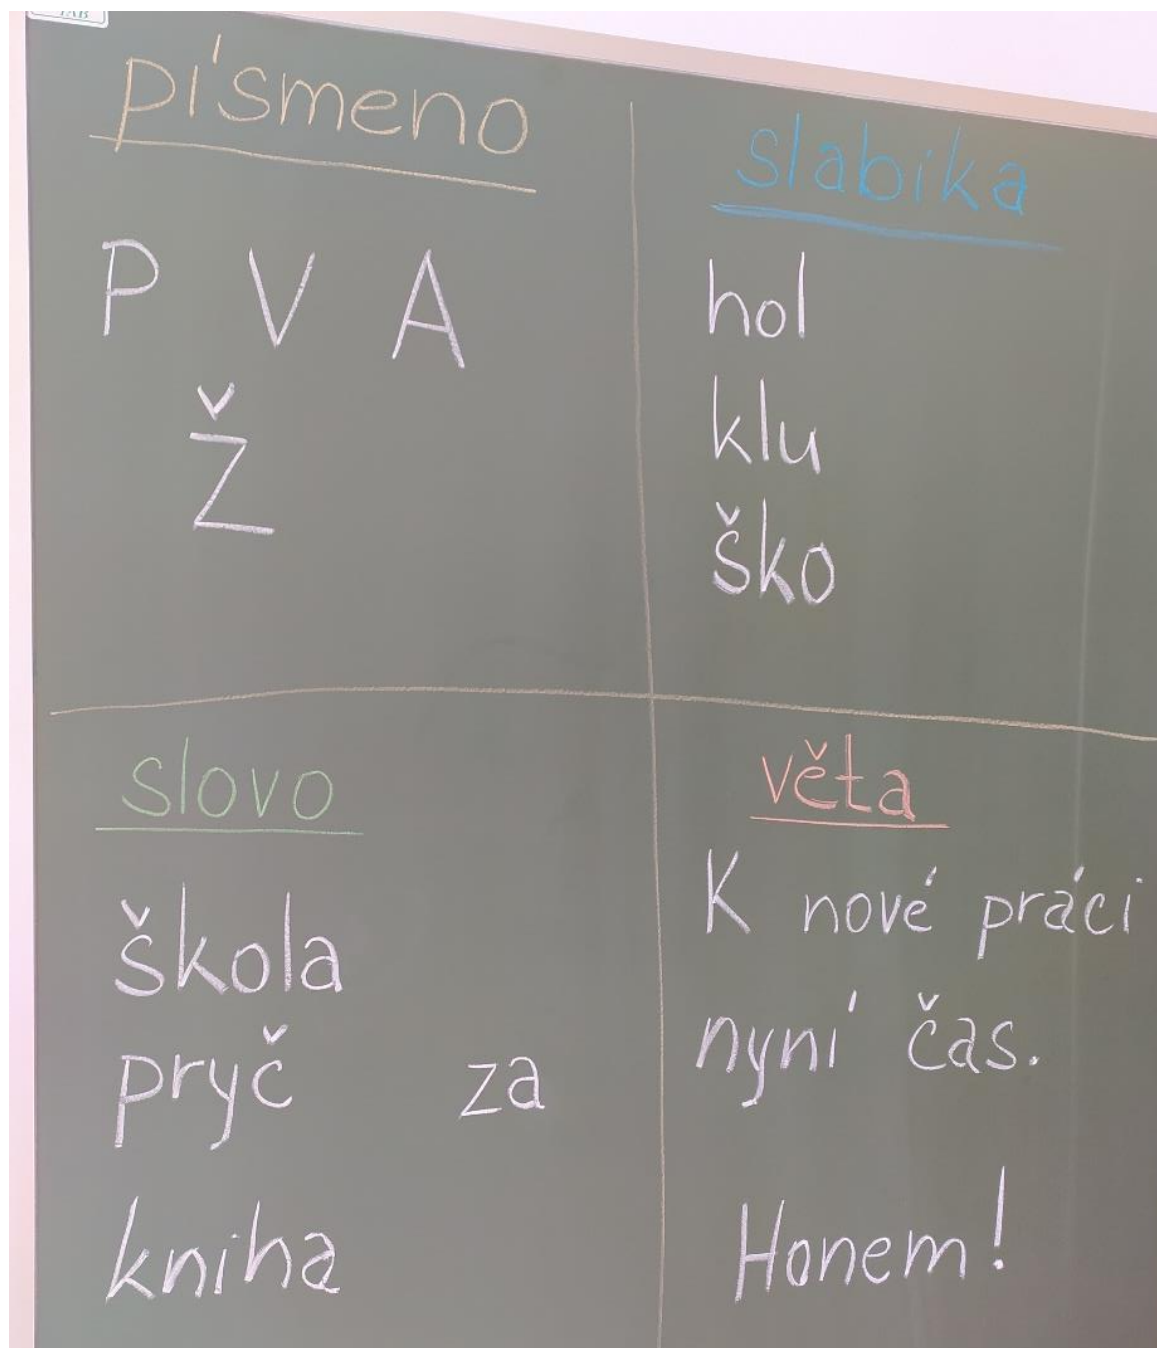 písmeno
P V A
Ž
slabika
hol
klu
ško
slovo
škola
pryč za
kniha
věta
K nové práci
nyní čas.
Honem!